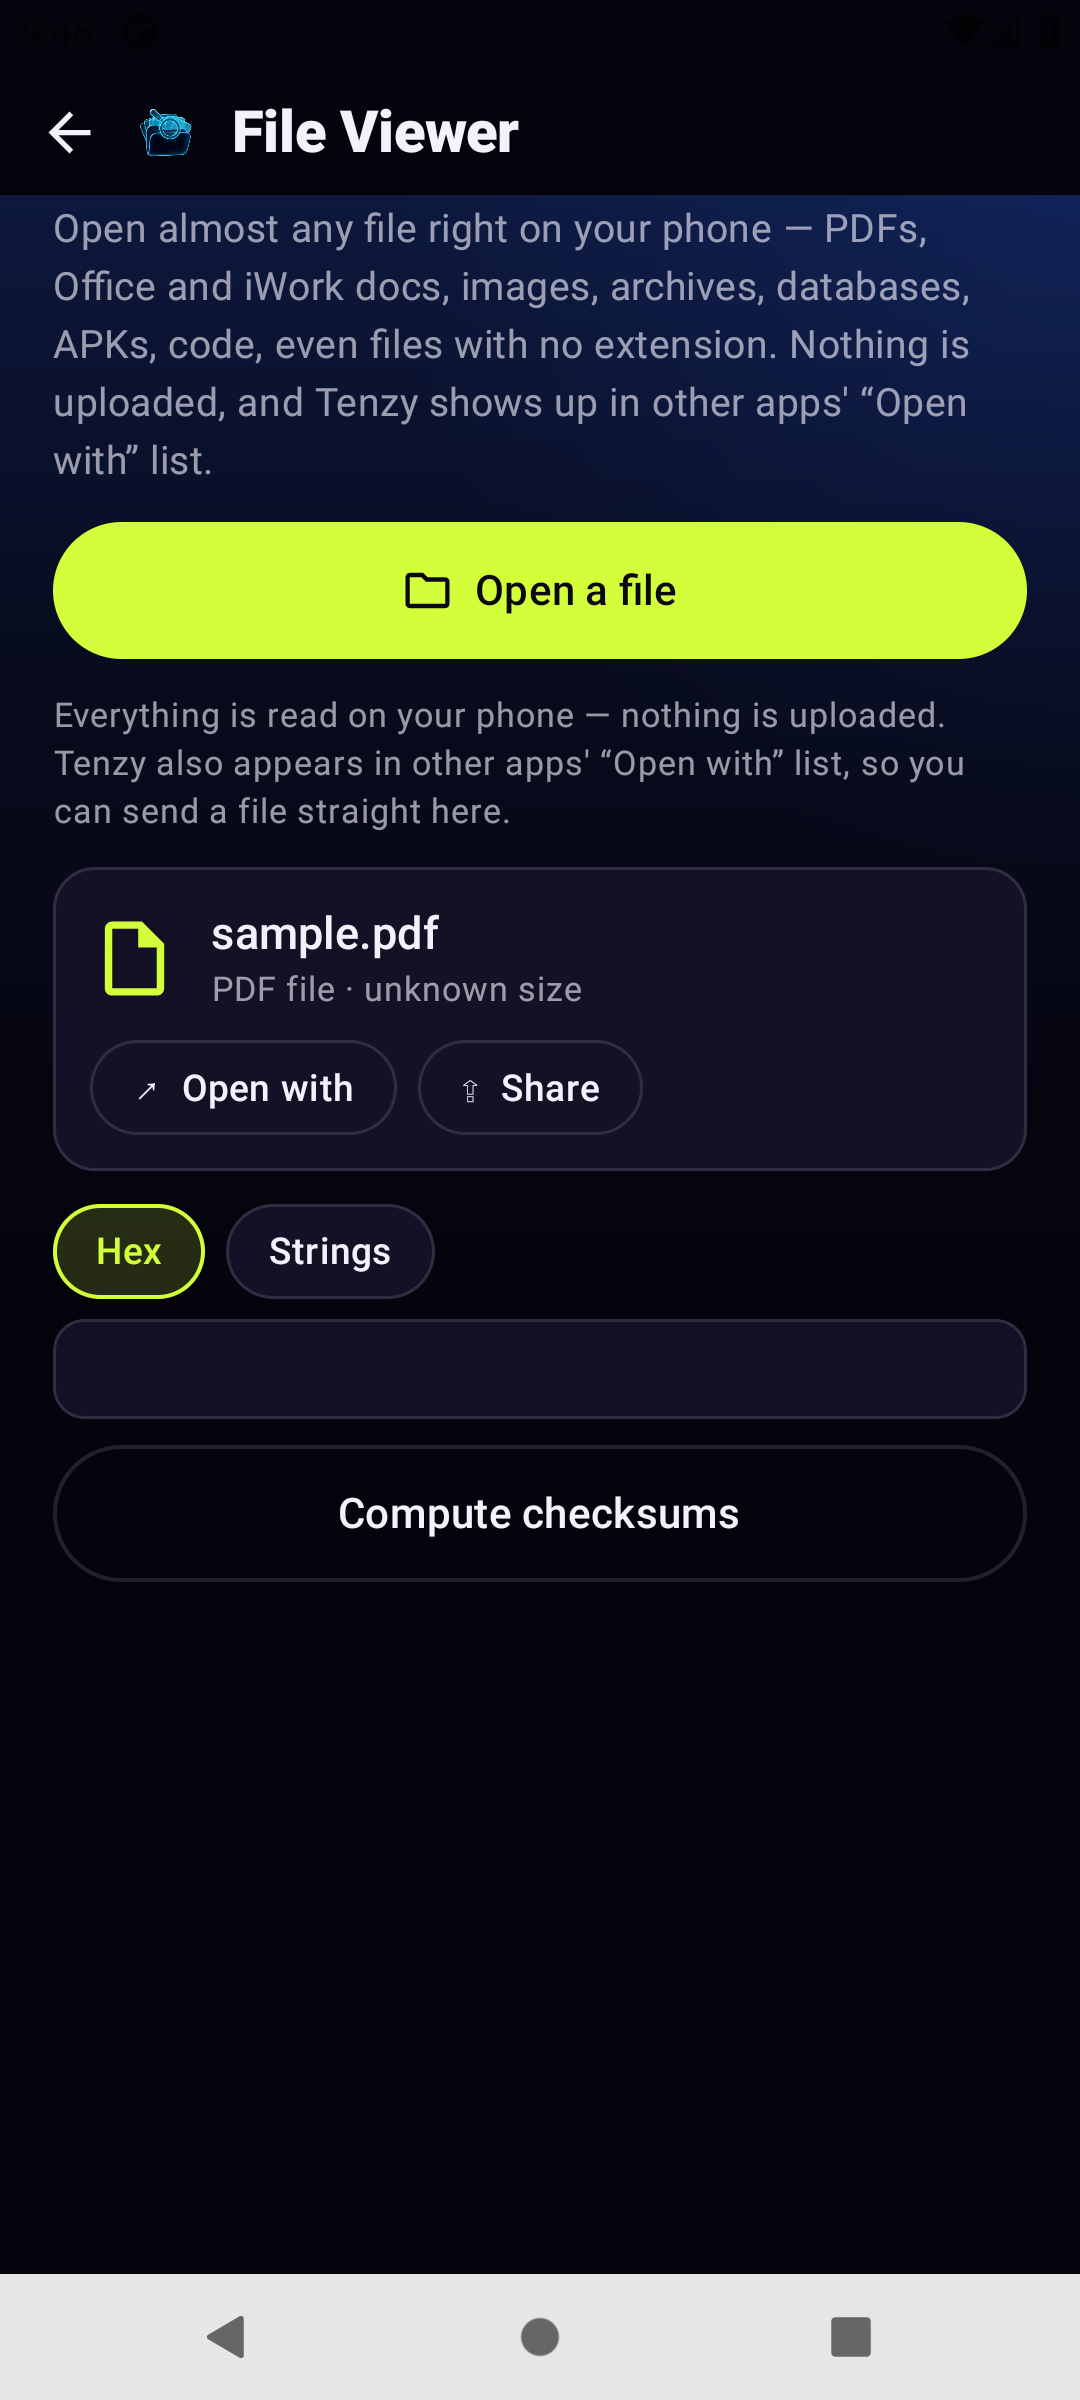 9:46
File Viewer
Open almost any file right on your phone — PDFs,
Office and iWork docs, images, archives, databases,
APKs, code, even files with no extension. Nothing is
uploaded, and Tenzy shows up in other apps' “Open
with” list.
Open a file
Everything is read on your phone — nothing is uploaded.
Tenzy also appears in other apps' “Open with” list, so you
can send a file straight here.
sample.pdf
PDF file · unknown size
↗ Open with
⇪ Share
Hex
Strings
Compute checksums